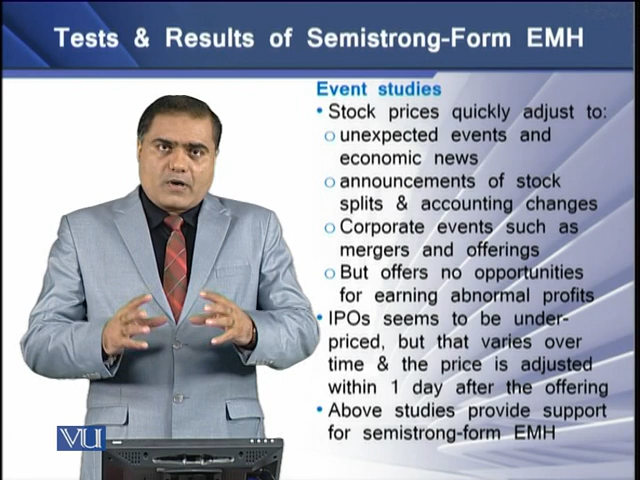 Tests & Results of Semistrong-Form EMH
Event studies
• Stock prices quickly adjust to:
o unexpected events and
economic news
o announcements of stock
splits & accounting changes
o Corporate events such as
mergers and offerings
o But offers no opportunities
for earning abnormal profits
• IPOs seems to be under-
priced, but that varies over
time & the price is adjusted
within 1 day after the offering
• Above studies provide support
for semistrong-form EMH
VU